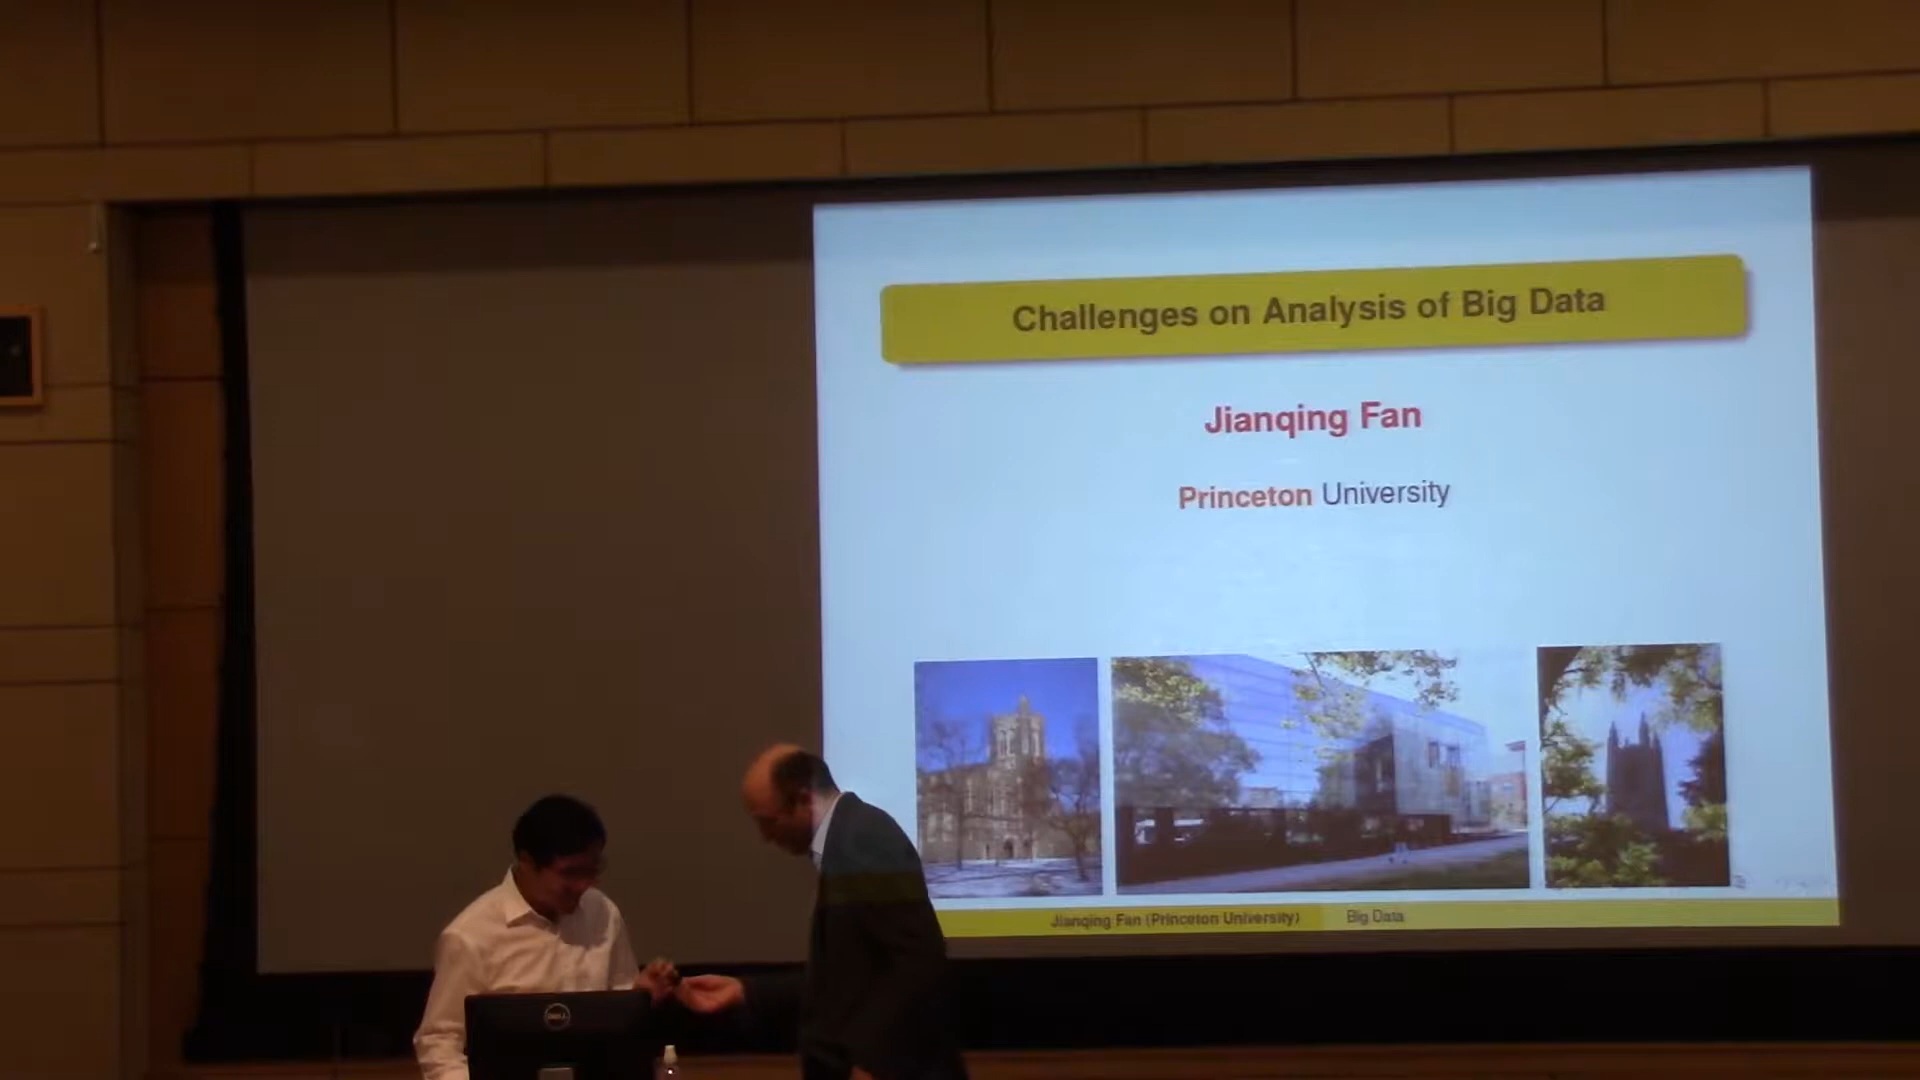 Challenges on Analysis of Big Data
Jianqing Fan
Princeton University
Jianqing Fan (Princeton University) Big Data
DELL